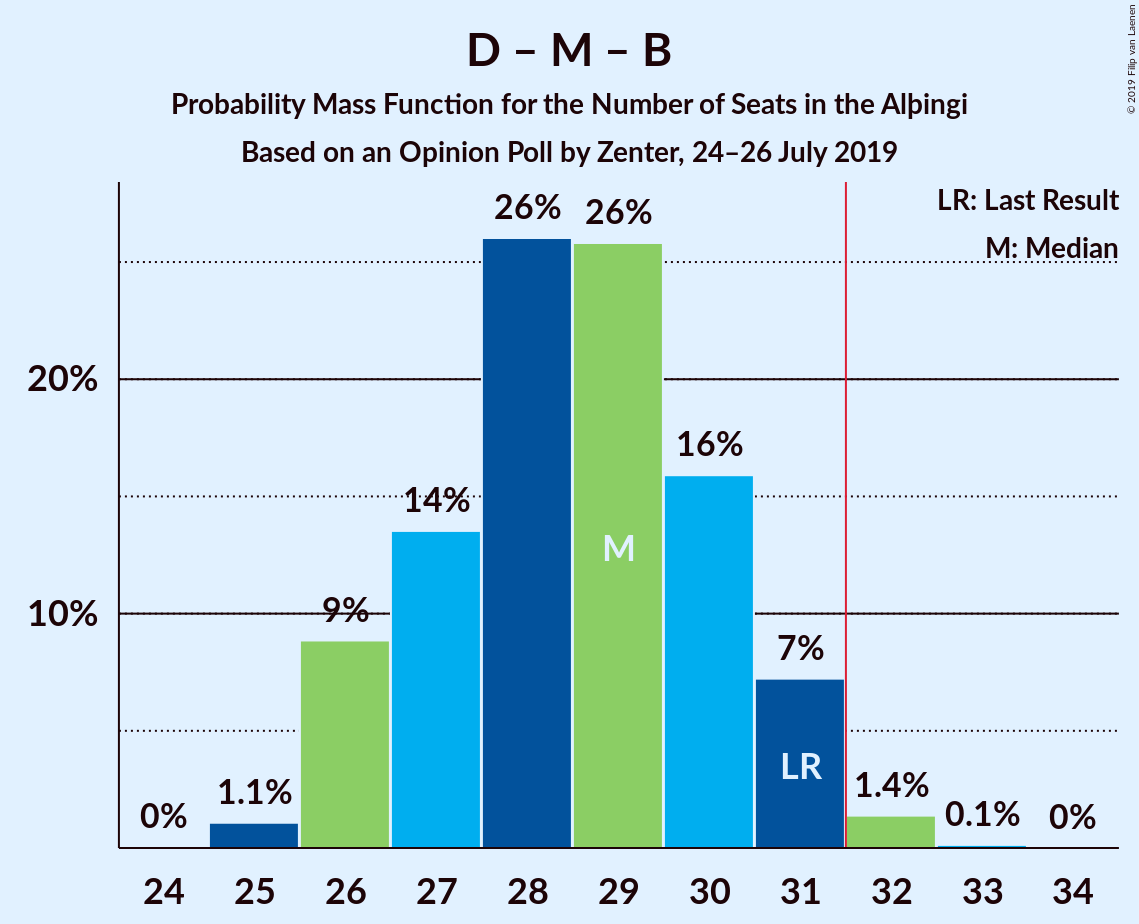 D – M – B
Probability Mass Function for the Number of Seats in the Alþingi
Based on an Opinion Poll by Zenter, 24–26 July 2019
© 2019 Filip van Laenen
LR: Last Result
M: Median
26%
26%
20%
16%
14%
M
10%
9%
7%
LR
1.4%
1.1%
0.1%
0%
0%
24 25 26 27 28 29 30 31 32 33 34